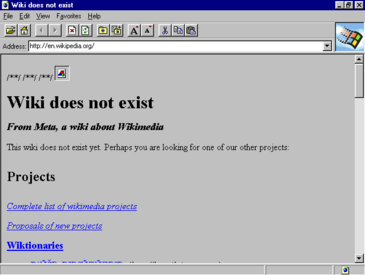 Wiki does not exist
File Edit View Favorites Help
Address: http://en.wikipedia.org/
/**/ /**/ /**/
Wiki does not exist
From Meta, a wiki about Wikimedia
This wiki does not exist yet. Perhaps you are looking for one of our other projects:
Projects
Complete list of wikimedia projects
Proposals of new projects
Wiktionaries